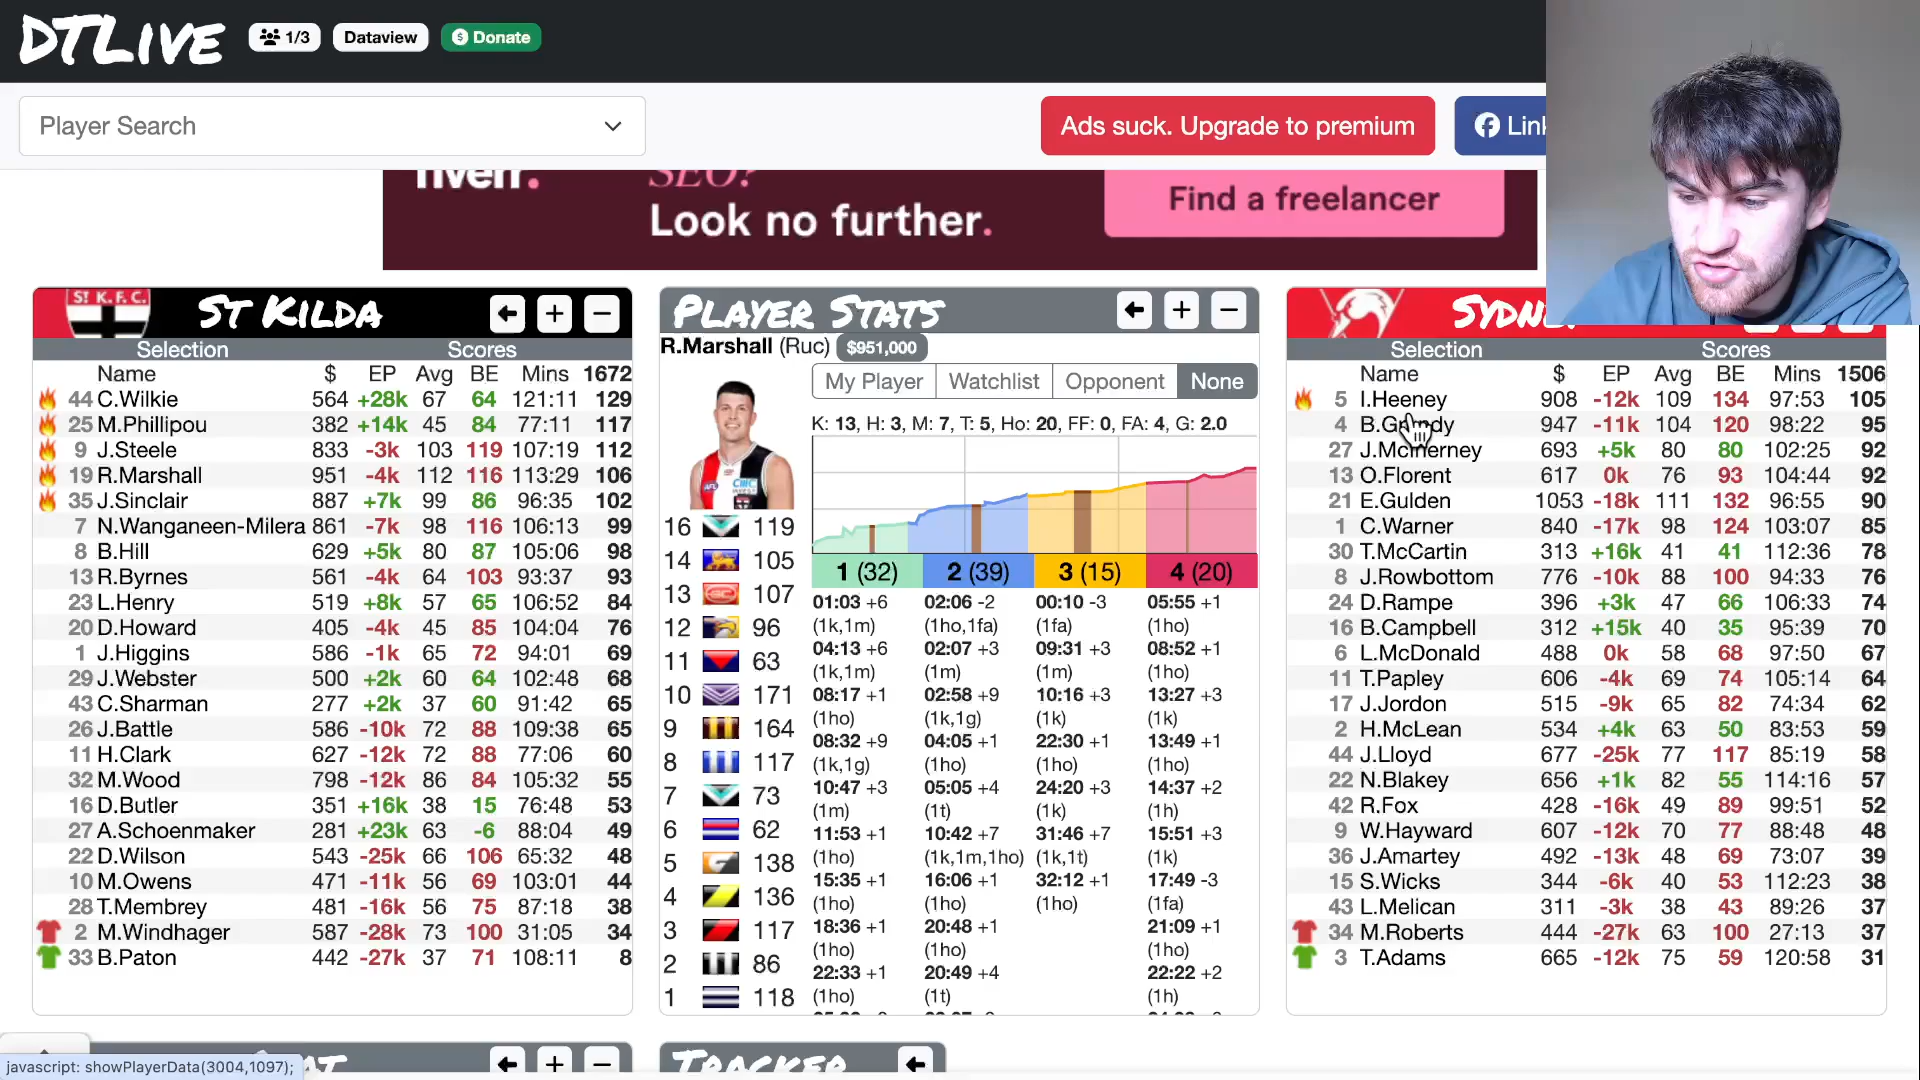 DTLive
1/3
Dataview
Donate
Player Search
Ads suck. Upgrade to premium
Link
fiverr.
SEO?
Look no further.
Find a freelancer
ST K.F.C.
St Kilda
Selection Scores
Name $ EP Avg BE Mins 1672
44 C.Wilkie 564 +28k 67 64 121:11 129
25 M.Phillipou 382 +14k 45 84 77:11 117
9 J.Steele 833 -3k 103 119 107:19 112
19 R.Marshall 951 -4k 112 116 113:29 106
35 J.Sinclair 887 +7k 99 86 96:35 102
7 N.Wanganeen-Milera 861 -7k 98 116 106:13 99
8 B.Hill 629 +5k 80 87 105:06 98
13 R.Byrnes 561 -4k 64 103 93:37 93
23 L.Henry 519 +8k 57 65 106:52 84
20 D.Howard 405 -4k 45 85 104:04 76
1 J.Higgins 586 -1k 65 72 94:01 69
29 J.Webster 500 +2k 60 64 102:48 68
43 C.Sharman 277 +2k 37 60 91:42 65
26 J.Battle 586 -10k 72 88 109:38 65
11 H.Clark 627 -12k 72 88 77:06 60
32 M.Wood 798 -12k 86 84 105:32 55
16 D.Butler 351 +16k 38 15 76:48 53
27 A.Schoenmaker 281 +23k 63 -6 88:04 49
22 D.Wilson 543 -25k 66 106 65:32 48
10 M.Owens 471 -11k 56 69 103:01 44
28 T.Membrey 481 -16k 56 75 87:18 38
2 M.Windhager 587 -28k 73 100 31:05 34
33 B.Paton 442 -27k 37 71 108:11 8
Player Stats
R.Marshall (Ruc) $951,000
My Player Watchlist Opponent None
K: 13, H: 3, M: 7, T: 5, Ho: 20, FF: 0, FA: 4, G: 2.0
16 119
14 105
13 107
12 96
11 63
10 171
9 164
8 117
7 73
6 62
5 138
4 136
3 117
2 86
1 118
1 (32) 2 (39) 3 (15) 4 (20)
01:03 +6 02:06 -2 00:10 -3 05:55 +1
(1k,1m) (1ho,1fa) (1fa) (1ho)
04:13 +6 02:07 +3 09:31 +3 08:52 +1
(1k,1m) (1m) (1m) (1ho)
08:17 +1 02:58 +9 10:16 +3 13:27 +3
(1ho) (1k,1g) (1k) (1k)
08:32 +9 04:05 +1 22:30 +1 13:49 +1
(1k,1g) (1ho) (1ho) (1ho)
10:47 +3 05:05 +4 24:20 +3 14:37 +2
(1m) (1t) (1k) (1h)
11:53 +1 10:42 +7 31:46 +7 15:51 +3
(1ho) (1k,1m,1ho) (1k,1t) (1k)
15:35 +1 16:06 +1 32:12 +1 17:49 -3
(1ho) (1ho) (1ho) (1fa)
18:36 +1 20:48 +1 21:09 +1
(1ho) (1ho) (1ho)
22:33 +1 20:49 +4 22:22 +2
(1ho) (1t) (1h)
Selection Scores
Name $ EP Avg BE Mins 1506
5 I.Heeney 908 -12k 109 134 97:53 105
4 B.Grundy 947 -11k 104 120 98:22 95
27 J.McInerney 693 +5k 80 80 102:25 92
13 O.Florent 617 0k 76 93 104:44 92
21 E.Gulden 1053 -18k 111 132 96:55 90
1 C.Warner 840 -17k 98 124 103:07 85
30 T.McCartin 313 +16k 41 41 112:36 78
8 J.Rowbottom 776 -10k 88 100 94:33 76
24 D.Rampe 396 +3k 47 66 106:33 74
16 B.Campbell 312 +15k 40 35 95:39 70
6 L.McDonald 488 0k 58 68 97:50 67
11 T.Papley 606 -4k 69 74 105:14 64
17 J.Jordon 515 -9k 65 82 74:34 62
2 H.McLean 534 +4k 63 50 83:53 59
44 J.Lloyd 677 -25k 77 117 85:19 58
22 N.Blakey 656 +1k 82 55 114:16 57
42 R.Fox 428 -16k 49 89 99:51 52
9 W.Hayward 607 -12k 70 77 88:48 48
36 J.Amartey 492 -13k 48 69 73:07 39
15 S.Wicks 344 -6k 40 53 112:23 38
43 L.Melican 311 -3k 38 43 89:26 37
34 M.Roberts 444 -27k 63 100 27:13 37
3 T.Adams 665 -12k 75 59 120:58 31
Tracker
javascript: showPlayerData(3004,1097);